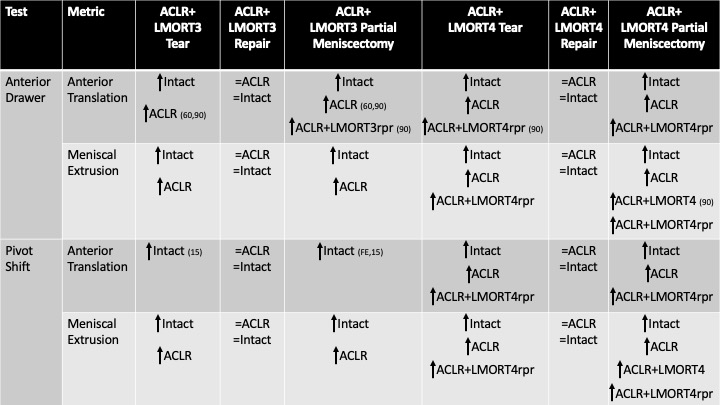 Test
Metric
ACLR+
LMORT3
Tear
ACLR+
LMORT3
Repair
ACLR+
LMORT3 Partial
Meniscectomy
ACLR+
LMORT4 Tear
ACLR+
LMORT4
Repair
ACLR+
LMORT4 Partial
Meniscectomy
Anterior
Drawer
Anterior
Translation
↑Intact
↑ACLR (60,90)
=ACLR
=Intact
↑Intact
↑ACLR (60,90)
↑ACLR+LMORT3rpr (90)
↑Intact
↑ACLR
↑ACLR+LMORT4rpr (90)
=ACLR
=Intact
↑Intact
↑ACLR
↑ACLR+LMORT4rpr
Meniscal
Extrusion
↑Intact
↑ACLR
=ACLR
=Intact
↑Intact
↑ACLR
↑Intact
↑ACLR
↑ACLR+LMORT4rpr
=ACLR
=Intact
↑Intact
↑ACLR
↑ACLR+LMORT4 (90)
↑ACLR+LMORT4rpr
Pivot
Shift
Anterior
Translation
↑Intact (15)
=ACLR
=Intact
↑Intact (FE,15)
↑Intact
↑ACLR
↑ACLR+LMORT4rpr
=ACLR
=Intact
↑Intact
↑ACLR
↑ACLR+LMORT4rpr
Meniscal
Extrusion
↑Intact
↑ACLR
=ACLR
=Intact
↑Intact
↑ACLR
↑Intact
↑ACLR
↑ACLR+LMORT4rpr
=ACLR
=Intact
↑Intact
↑ACLR
↑ACLR+LMORT4
↑ACLR+LMORT4rpr